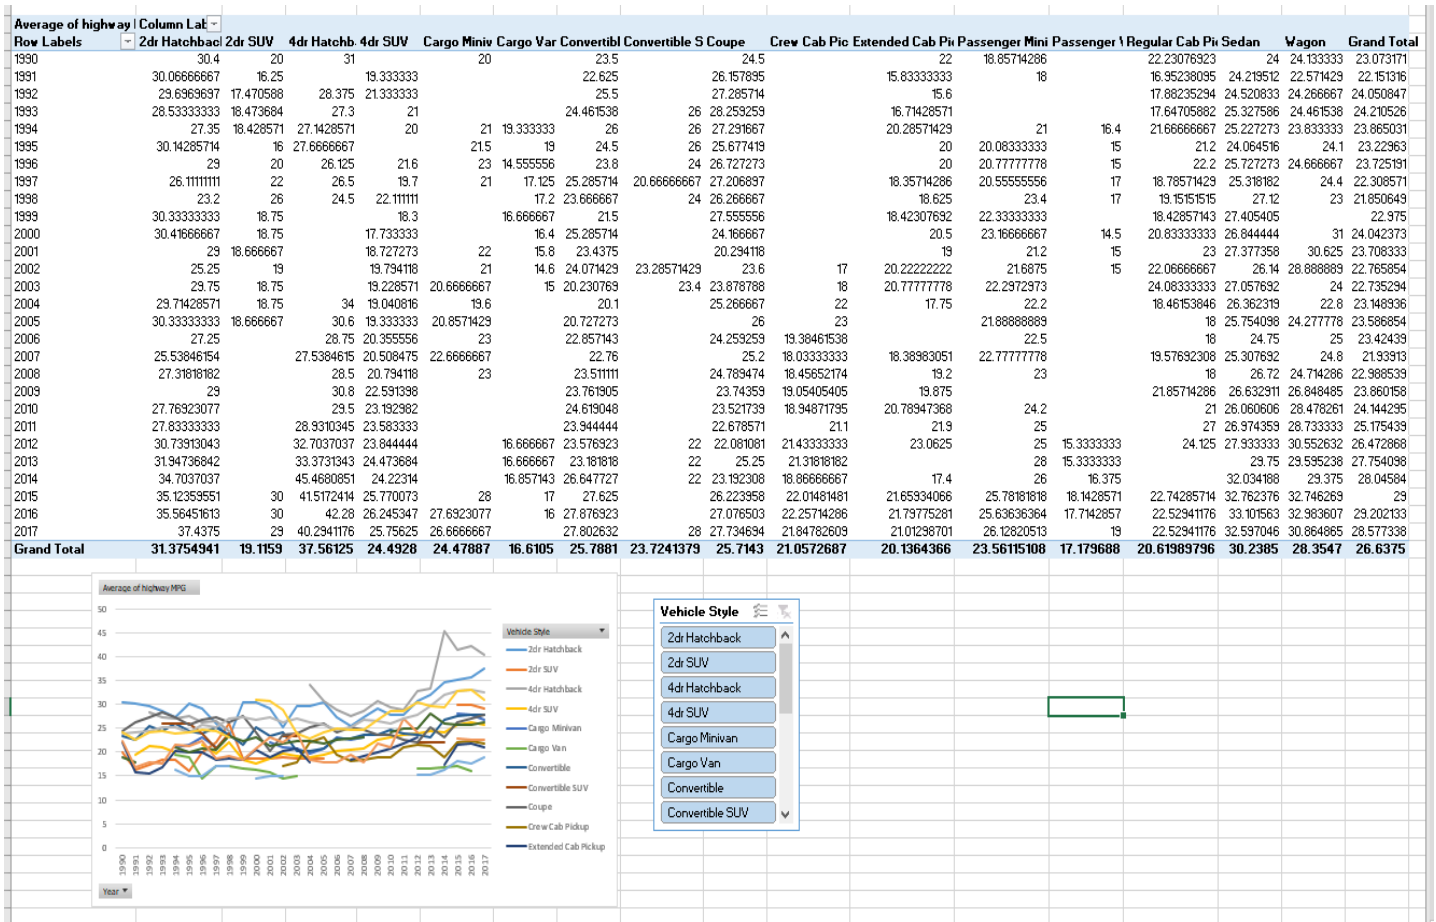 Average of highway Column Lab
Row Labels 2dr Hatchbac 2dr SUV 4dr Hatchb 4dr SUV Cargo Miniv Cargo Van Convertibl Convertible S Coupe Crew Cab Pic Extended Cab Pi Passenger Mini Passenger Regular Cab Pi Sedan Wagon Grand Total
1990 30.4 20 31 20 23.5 24.5 22 18.85714286 22.23076923 24 24.133333 23.073171
1991 30.06666667 16.25 19.333333 22.625 26.157895 15.83333333 18 16.95238095 24.219512 22.571429 22.151316
1992 29.6969697 17.470588 28.375 21.333333 25.5 27.285714 15.6 17.88235294 24.520833 24.266667 24.050847
1993 28.53333333 18.473684 27.3 21 24.461538 26 28.259259 16.71428571 17.64705882 25.327586 24.461538 24.210526
1994 27.35 18.428571 27.1428571 20 21 19.333333 26 26 27.291667 20.28571429 21 16.4 21.66666667 25.227273 23.833333 23.865031
1995 30.14285714 16 27.6666667 21.5 19 24.5 26 25.677419 20 20.08333333 15 21.2 24.064516 24.1 23.22963
1996 29 20 26.125 21.6 23 14.555556 23.8 24 26.727273 20 20.77777778 15 22.2 25.727273 24.666667 23.725191
1997 26.11111111 22 26.5 19.7 21 17.125 25.285714 20.66666667 27.206897 18.35714286 20.55555556 17 18.78571429 25.318182 24.4 22.308571
1998 23.2 26 24.5 22.111111 17.2 23.666667 24 26.266667 18.625 23.4 17 19.15151515 27.12 23 21.850649
1999 30.33333333 18.75 18.3 16.666667 21.5 27.555556 18.42307692 22.33333333 18.42857143 27.405405 22.975
2000 30.41666667 18.75 17.733333 16.4 25.285714 24.166667 20.5 23.16666667 14.5 20.83333333 26.844444 31 24.042373
2001 29 18.666667 18.727273 22 15.8 23.4375 20.294118 19 21.2 15 23 27.377358 30.625 23.708333
2002 25.25 19 19.794118 21 14.6 24.071429 23.28571429 23.6 17 20.22222222 21.6875 15 22.06666667 26.14 28.888889 22.765854
2003 29.75 18.75 19.228571 20.6666667 15 20.230769 23.4 23.878788 18 20.77777778 22.2972973 24.08333333 27.057692 24 22.735294
2004 29.71428571 18.75 34 19.040816 19.6 20.1 25.266667 22 17.75 22.2 18.46153846 26.362319 22.8 23.148936
2005 30.33333333 18.666667 30.6 19.333333 20.8571429 20.727273 26 23 21.88888889 18 25.754098 24.277778 23.586854
2006 27.25 28.75 20.355556 23 22.857143 24.259259 19.38461538 22.5 18 24.75 25 23.42439
2007 25.53846154 27.5384615 20.508475 22.6666667 22.76 25.2 18.03333333 18.38983051 22.77777778 19.57692308 25.307692 24.8 21.93913
2008 27.31818182 28.5 20.794118 23 23.511111 24.789474 18.45652174 19.2 23 18 26.72 24.714286 22.988539
2009 29 30.8 22.591398 23.761905 23.74359 19.05405405 19.875 21.85714286 26.632911 26.848485 23.860158
2010 27.76923077 29.5 23.192982 24.619048 23.521739 18.94871795 20.78947368 24.2 21 26.060606 28.478261 24.144295
2011 27.83333333 28.9310345 23.583333 23.944444 22.678571 21.1 21.9 25 27 26.974359 28.733333 25.175439
2012 30.73913043 32.7037037 23.844444 16.666667 23.576923 22 22.081081 21.43333333 23.0625 25 15.3333333 24.125 27.933333 30.552632 26.472868
2013 31.94736842 33.3731343 24.473684 16.666667 23.181818 22 25.25 21.31818182 28 15.3333333 29.75 29.595238 27.754098
2014 34.7037037 45.4680851 24.22314 16.857143 26.647727 22 23.192308 18.86666667 17.4 26 16.375 32.034188 29.375 28.04584
2015 35.12359551 30 41.5172414 25.770073 28 17 27.625 26.223958 22.01481481 21.65934066 25.78181818 18.1428571 22.74285714 32.762376 32.746269 29
2016 35.56451613 30 42.28 26.245347 27.6923077 16 27.876923 27.076503 22.25714286 21.79775281 25.63636364 17.7142857 22.52941176 33.101563 32.983607 29.202133
2017 37.4375 29 40.2941176 25.75625 26.6666667 27.802632 28 27.734694 21.84782609 21.01298701 26.12820513 19 22.52941176 32.597046 30.864865 28.577338
Grand Total 31.3754941 19.1159 37.56125 24.4928 24.47887 16.6105 25.7881 23.7241379 25.7143 21.0572687 20.1364366 23.56115108 17.179688 20.61989796 30.2385 28.3547 26.6375
Average of highway MPG
50
45
40
35
30
25
20
15
10
5
0
1990 1991 1992 1993 1994 1995 1996 1997 1998 1999 2000 2001 2002 2003 2004 2005 2006 2007 2008 2009 2010 2011 2012 2013 2014 2015 2016 2017
Year
Vehicle Style
2dr Hatchback
2dr SUV
4dr Hatchback
4dr SUV
Cargo Minivan
Cargo Van
Convertible
Convertible SUV
Coupe
Crew Cab Pickup
Extended Cab Pickup
Vehicle Style
2dr Hatchback
2dr SUV
4dr Hatchback
4dr SUV
Cargo Minivan
Cargo Van
Convertible
Convertible SUV